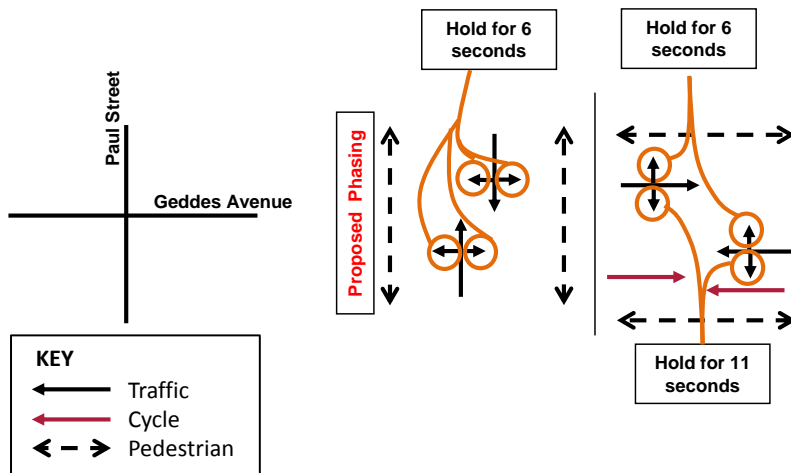 Hold for 6
seconds
Hold for 6
seconds
Paul Street
Geddes Avenue
Proposed Phasing
Hold for 11
seconds
KEY
Traffic
Cycle
Pedestrian